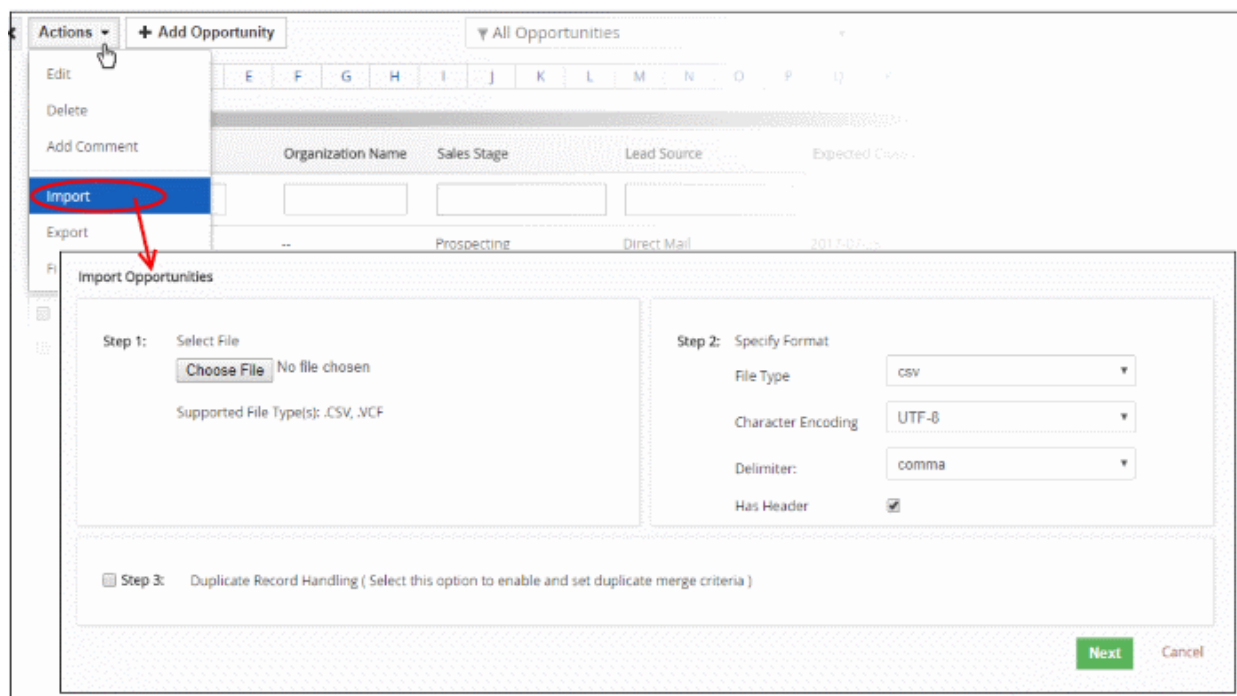 Actions + Add Opportunity All Opportunities
Edit
E F G H I J K L M N O P Q
Delete
Add Comment
Organization Name Sales Stage Lead Source Expected
Import
Export
-- Prospecting Direct Mail
Import Opportunities
Step 1: Select File
Choose File No file chosen
Supported File Type(s): .CSV, .VCF
Step 2: Specify Format
File Type csv
Character Encoding UTF-8
Delimiter: comma
Has Header
Step 3: Duplicate Record Handling ( Select this option to enable and set duplicate merge criteria )
Next Cancel